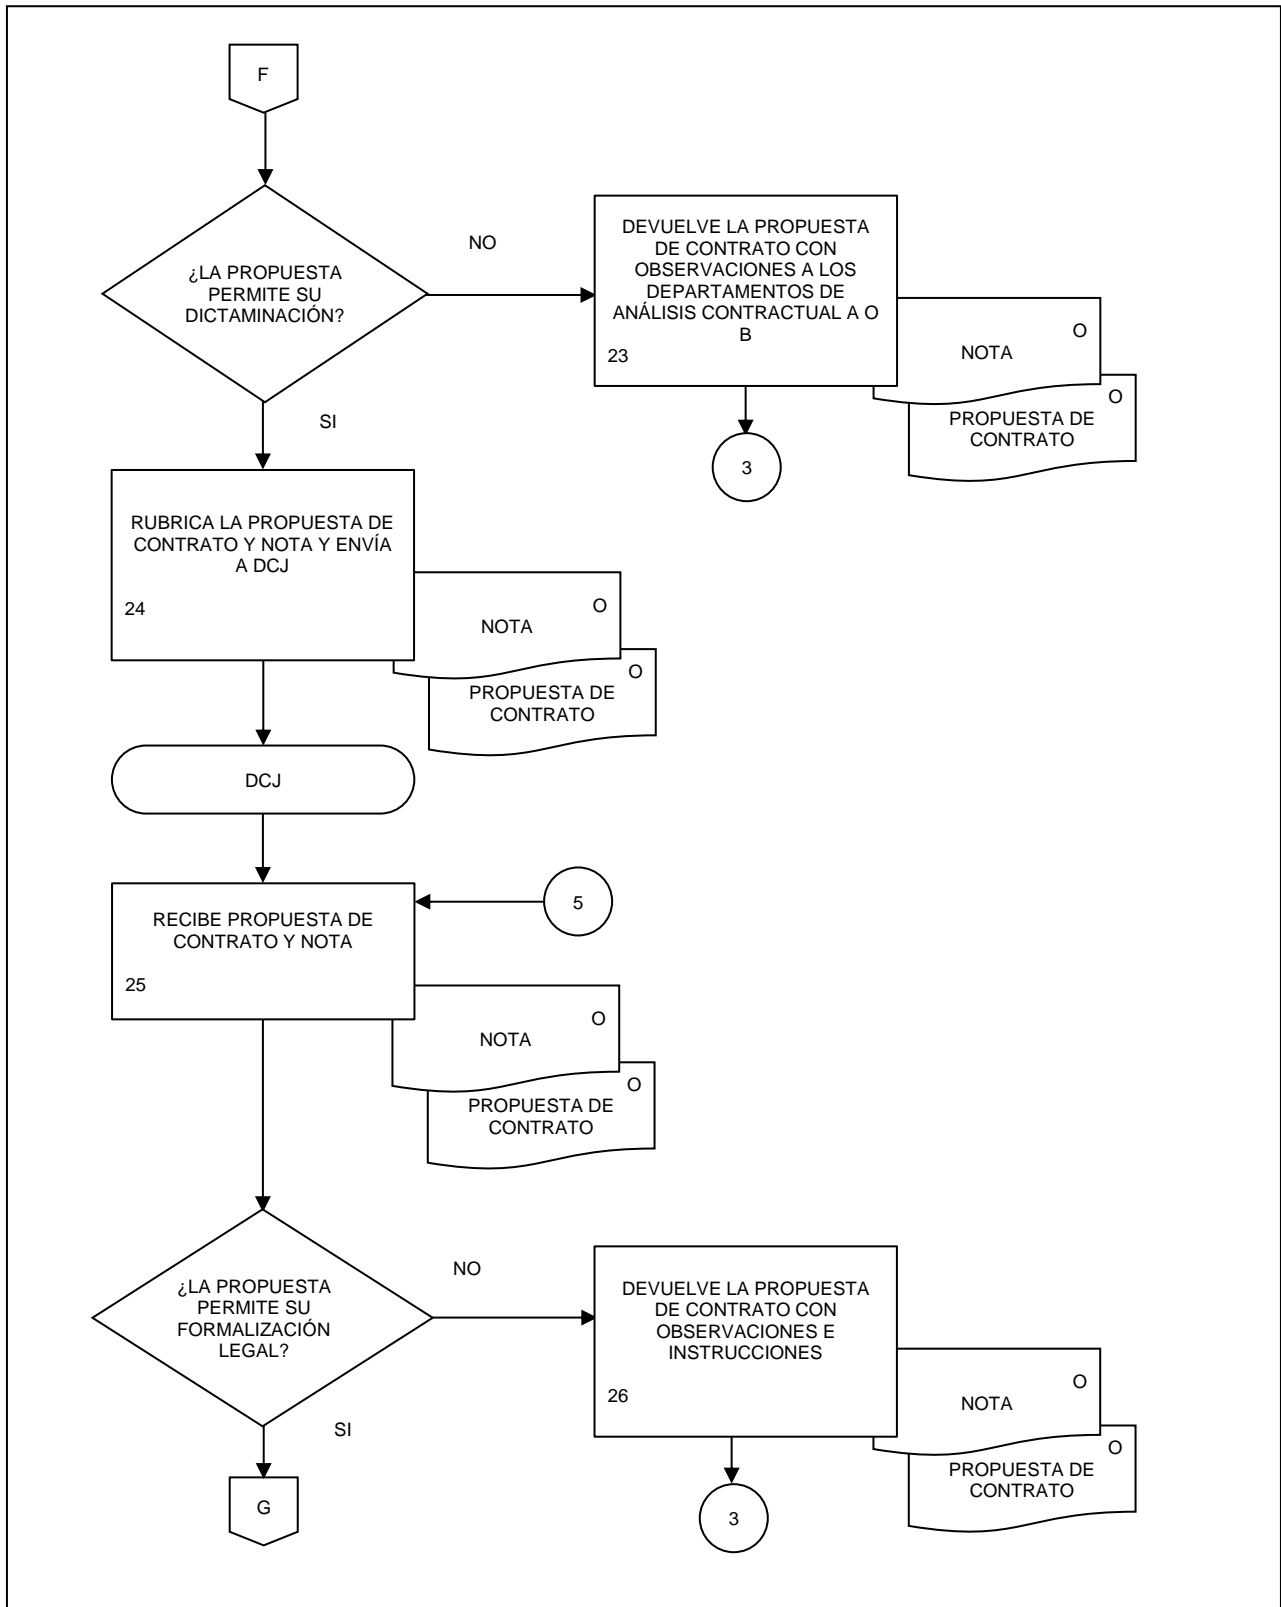 F
¿LA PROPUESTA
PERMITE SU
DICTAMINACIÓN?
NO
DEVUELVE LA PROPUESTA
DE CONTRATO CON
OBSERVACIONES A LOS
DEPARTAMENTOS DE
ANÁLISIS CONTRACTUAL A O
B
23
NOTA
O
PROPUESTA DE
CONTRATO
O
3
SI
RUBRICA LA PROPUESTA DE
CONTRATO Y NOTA Y ENVÍA
A DCJ
24
NOTA
O
PROPUESTA DE
CONTRATO
O
DCJ
RECIBE PROPUESTA DE
CONTRATO Y NOTA
25
5
NOTA
O
PROPUESTA DE
CONTRATO
O
¿LA PROPUESTA
PERMITE SU
FORMALIZACIÓN
LEGAL?
NO
DEVUELVE LA PROPUESTA
DE CONTRATO CON
OBSERVACIONES E
INSTRUCCIONES
26
NOTA
O
PROPUESTA DE
CONTRATO
O
3
SI
G